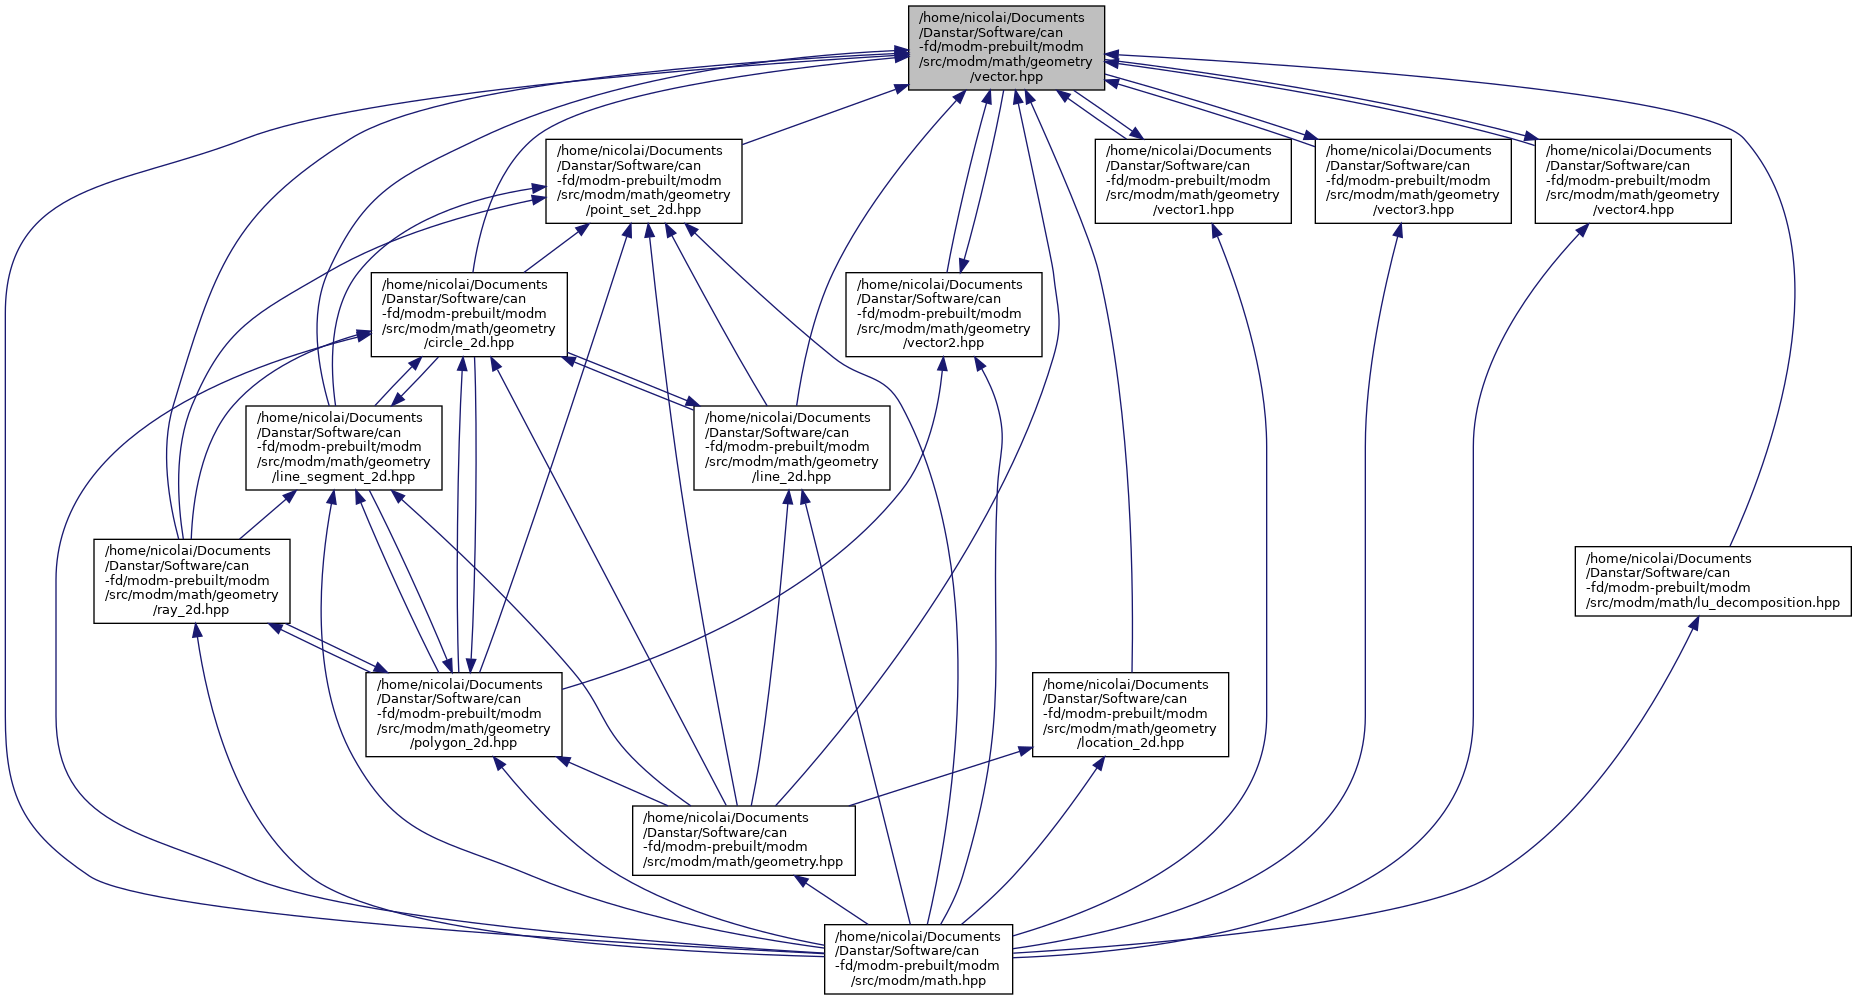 /home/nicolai/Documents
/Danstar/Software/can
-fd/modm-prebuilt/modm
/src/modm/math/geometry
/vector.hpp
/home/nicolai/Documents
/Danstar/Software/can
-fd/modm-prebuilt/modm
/src/modm/math/geometry
/point_set_2d.hpp
/home/nicolai/Documents
/Danstar/Software/can
-fd/modm-prebuilt/modm
/src/modm/math/geometry
/vector1.hpp
/home/nicolai/Documents
/Danstar/Software/can
-fd/modm-prebuilt/modm
/src/modm/math/geometry
/vector3.hpp
/home/nicolai/Documents
/Danstar/Software/can
-fd/modm-prebuilt/modm
/src/modm/math/geometry
/vector4.hpp
/home/nicolai/Documents
/Danstar/Software/can
-fd/modm-prebuilt/modm
/src/modm/math/geometry
/circle_2d.hpp
/home/nicolai/Documents
/Danstar/Software/can
-fd/modm-prebuilt/modm
/src/modm/math/geometry
/vector2.hpp
/home/nicolai/Documents
/Danstar/Software/can
-fd/modm-prebuilt/modm
/src/modm/math/geometry
/line_segment_2d.hpp
/home/nicolai/Documents
/Danstar/Software/can
-fd/modm-prebuilt/modm
/src/modm/math/geometry
/line_2d.hpp
/home/nicolai/Documents
/Danstar/Software/can
-fd/modm-prebuilt/modm
/src/modm/math/geometry
/ray_2d.hpp
/home/nicolai/Documents
/Danstar/Software/can
-fd/modm-prebuilt/modm
/src/modm/math/lu_decomposition.hpp
/home/nicolai/Documents
/Danstar/Software/can
-fd/modm-prebuilt/modm
/src/modm/math/geometry
/polygon_2d.hpp
/home/nicolai/Documents
/Danstar/Software/can
-fd/modm-prebuilt/modm
/src/modm/math/geometry
/location_2d.hpp
/home/nicolai/Documents
/Danstar/Software/can
-fd/modm-prebuilt/modm
/src/modm/math/geometry.hpp
/home/nicolai/Documents
/Danstar/Software/can
-fd/modm-prebuilt/modm
/src/modm/math.hpp